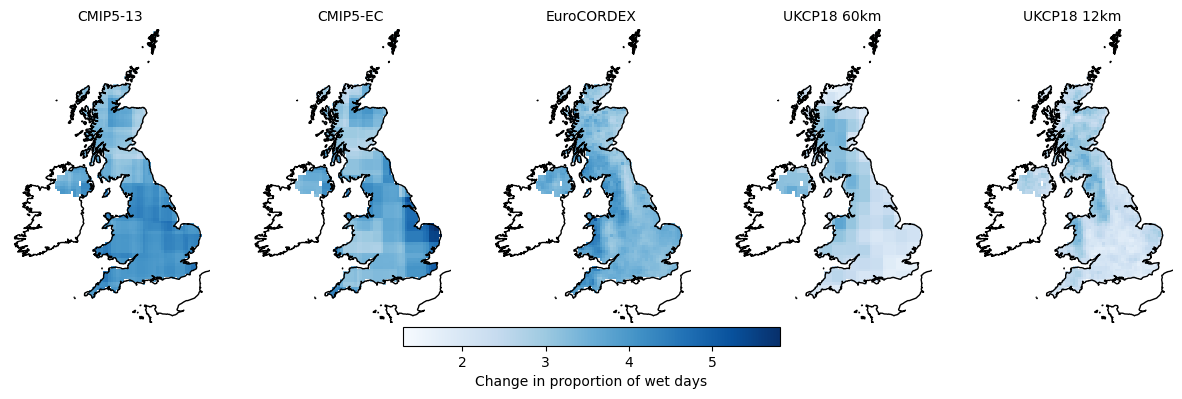 CMIP5-13 CMIP5-EC EuroCORDEX UKCP18 60km UKCP18 12km
2 3 4 5
Change in proportion of wet days